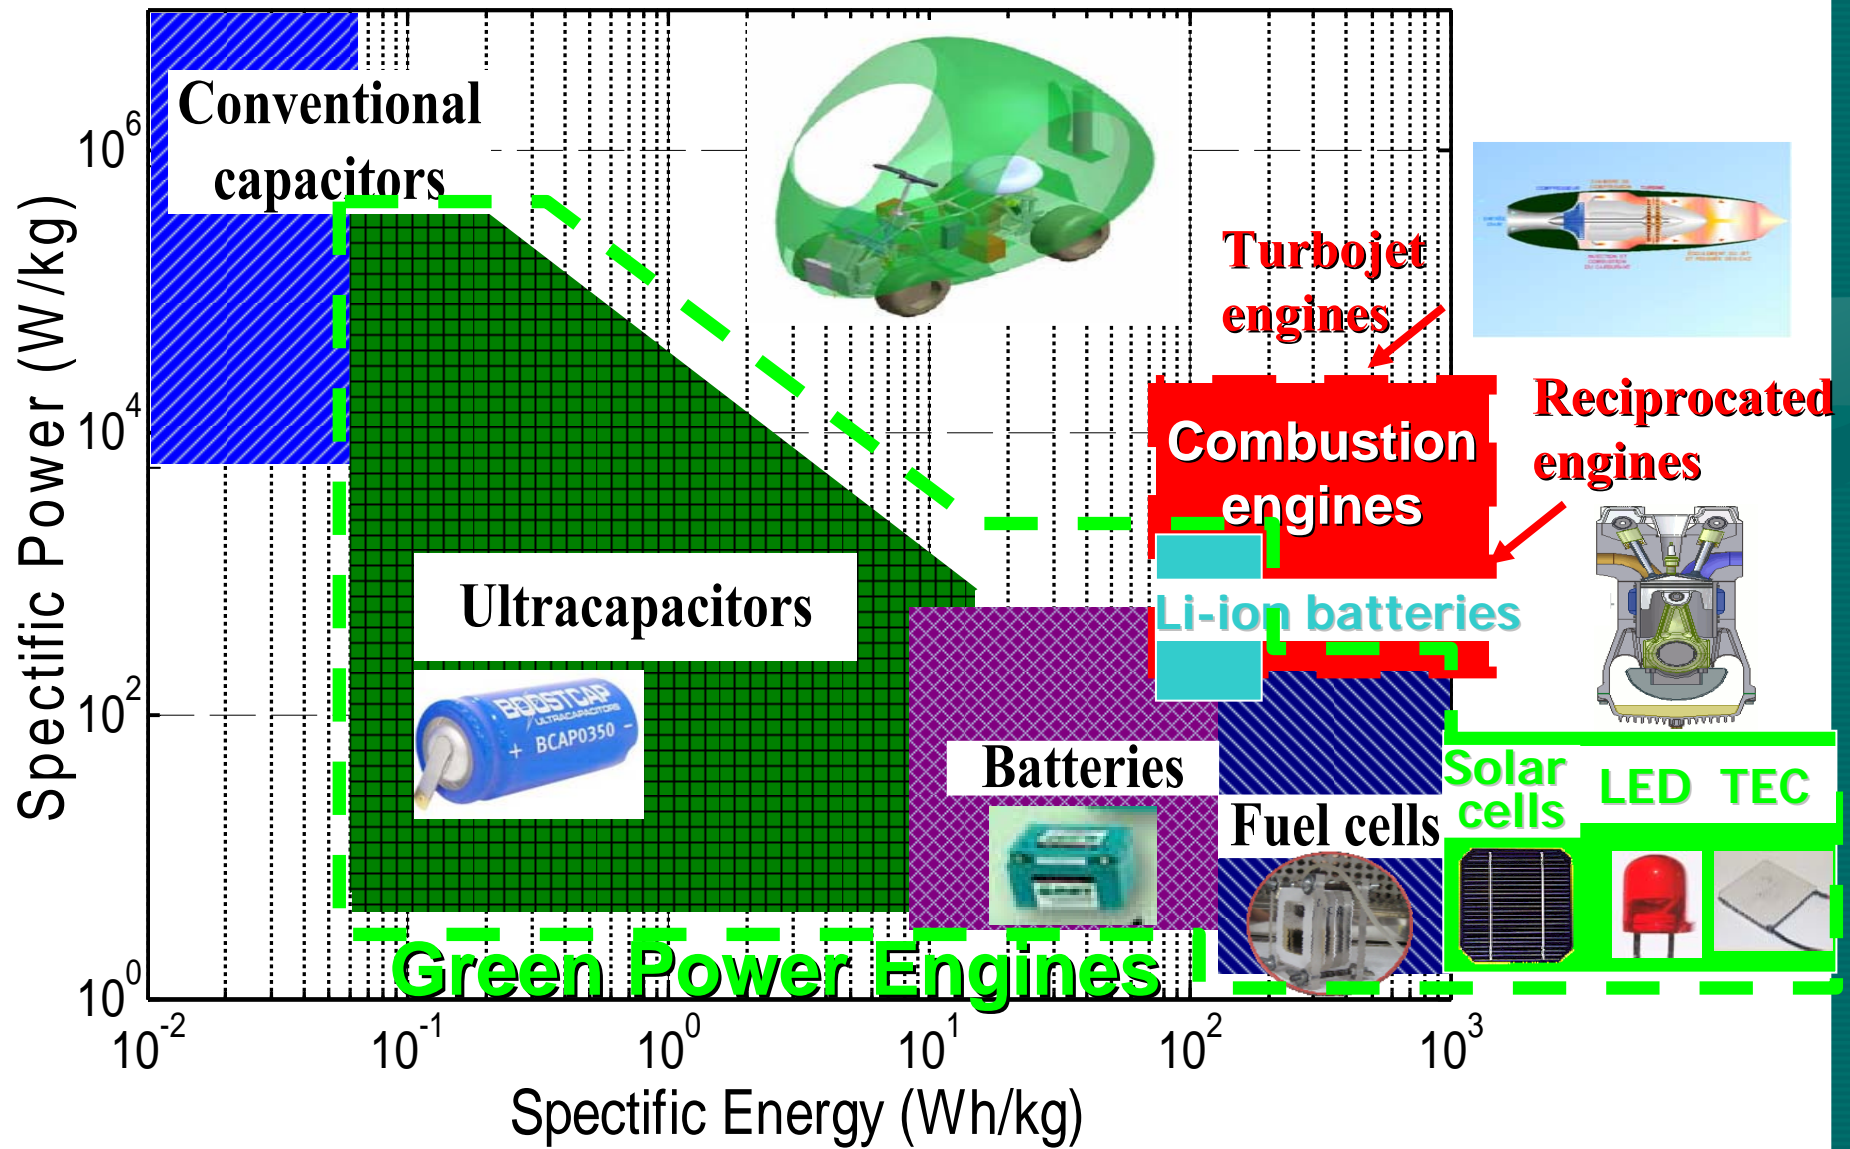 Conventional
capacitors
Turbojet
engines
Reciprocated
engines
Combustion
engines
Li-ion batteries
Ultracapacitors
BOOSTCAP
ULTRACAPACITORS
+ BCAP0350 -
Batteries
Fuel cells
Solar
cells
LED TEC
Green Power Engines
Spectific Power (W/kg)
10^6
10^4
10^2
10^0
10^-2 10^-1 10^0 10^1 10^2 10^3
Spectific Energy (Wh/kg)
COMPRESSEUR
TURBINE